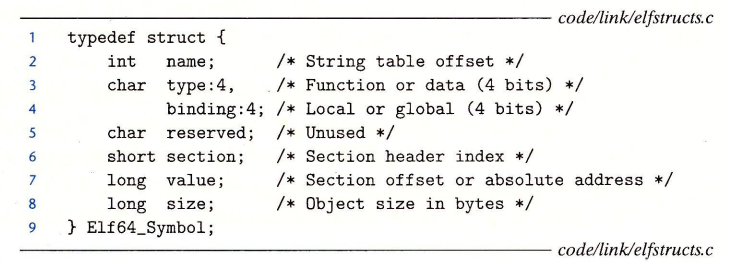 code/link/elfstructs.c
1 typedef struct {
2 int name; /* String table offset */
3 char type:4, /* Function or data (4 bits) */
4 binding:4; /* Local or global (4 bits) */
5 char reserved; /* Unused */
6 short section; /* Section header index */
7 long value; /* Section offset or absolute address */
8 long size; /* Object size in bytes */
9 } Elf64_Symbol;
code/link/elfstructs.c